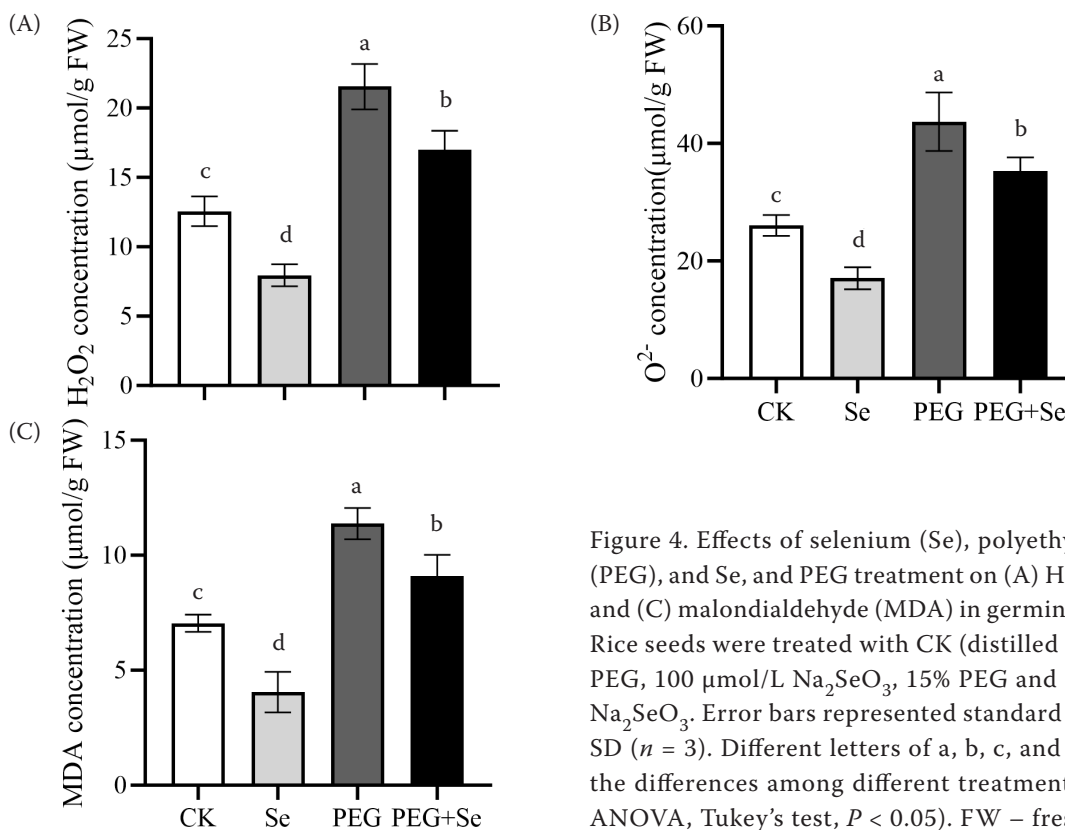 (A)
H₂O₂ concentration (µmol/g FW)
25
20
15
10
5
0
c
d
a
b
(B)
O²⁻ concentration(µmol/g FW)
60
40
20
0
c
d
a
b
CK Se PEG PEG+Se
(C)
MDA concentration (µmol/g FW)
15
10
5
0
c
d
a
b
CK Se PEG PEG+Se
Figure 4. Effects of selenium (Se), polyethy
(PEG), and Se, and PEG treatment on (A) H
and (C) malondialdehyde (MDA) in germin
Rice seeds were treated with CK (distilled
PEG, 100 µmol/L Na₂SeO₃, 15% PEG and
Na₂SeO₃. Error bars represented standard
SD (n = 3). Different letters of a, b, c, and
the differences among different treatment
ANOVA, Tukey's test, P < 0.05). FW – fres